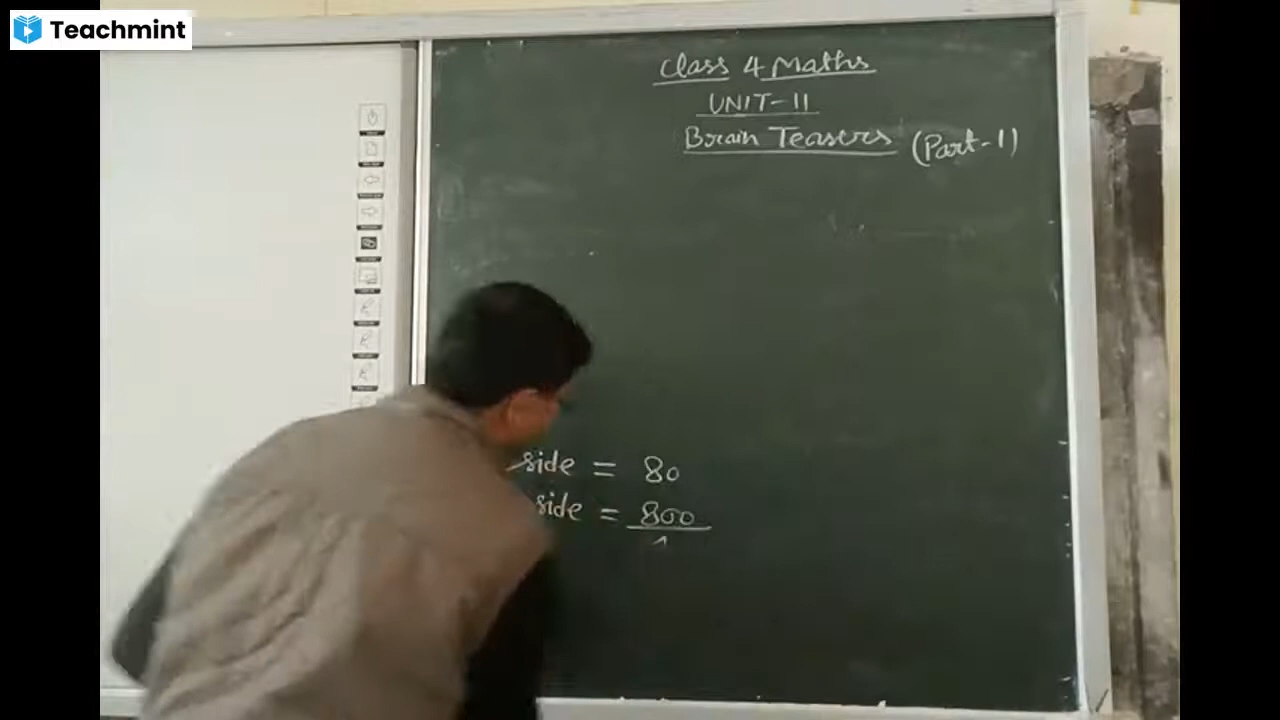 Teachmint
Class 4 Maths
UNIT-11
Brain Teasers (Part-1)
side = 80
side = 800